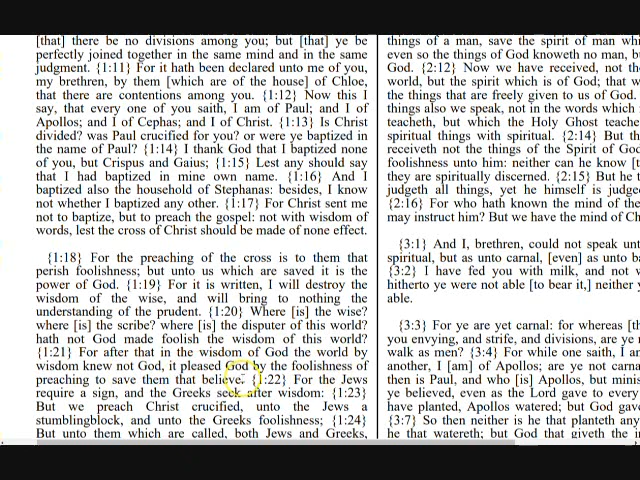 [that] there be no divisions among you; but [that] ye be
perfectly joined together in the same mind and in the same
judgment. {1:11} For it hath been declared unto me of you,
my brethren, by them [which are of the house] of Chloe,
that there are contentions among you. {1:12} Now this I
say, that every one of you saith, I am of Paul; and I of
Apollos; and I of Cephas; and I of Christ. {1:13} Is Christ
divided? was Paul crucified for you? or were ye baptized in
the name of Paul? {1:14} I thank God that I baptized none
of you, but Crispus and Gaius; {1:15} Lest any should say
that I had baptized in mine own name. {1:16} And I
baptized also the household of Stephanas: besides, I know
not whether I baptized any other. {1:17} For Christ sent me
not to baptize, but to preach the gospel: not with wisdom of
words, lest the cross of Christ should be made of none effect.
{1:18} For the preaching of the cross is to them that
perish foolishness; but unto us which are saved it is the
power of God. {1:19} For it is written, I will destroy the
wisdom of the wise, and will bring to nothing the
understanding of the prudent. {1:20} Where [is] the wise?
where [is] the scribe? where [is] the disputer of this world?
hath not God made foolish the wisdom of this world?
{1:21} For after that in the wisdom of God the world by
wisdom knew not God, it pleased God by the foolishness of
preaching to save them that believe. {1:22} For the Jews
require a sign, and the Greeks seek after wisdom: {1:23}
But we preach Christ crucified, unto the Jews a
stumblingblock, and unto the Greeks foolishness; {1:24}
But unto them which are called, both Jews and Greeks,
things of a man, save the spirit of man wh
even so the things of God knoweth no man, b
God. {2:12} Now we have received, not th
world, but the spirit which is of God; that w
the things that are freely given to us of God.
things also we speak, not in the words which
teacheth, but which the Holy Ghost teache
spiritual things with spiritual. {2:14} But th
receiveth not the things of the Spirit of God
foolishness unto him: neither can he know [t
they are spiritually discerned. {2:15} But he t
judgeth all things, yet he himself is judge
{2:16} For who hath known the mind of the
may instruct him? But we have the mind of Ch
{3:1} And I, brethren, could not speak unt
spiritual, but as unto carnal, [even] as unto ba
{3:2} I have fed you with milk, and not v
hitherto ye were not able [to bear it,] neither y
able.
{3:3} For ye are yet carnal: for whereas [th
you envying, and strife, and divisions, are ye n
walk as men? {3:4} For while one saith, I a
another, I [am] of Apollos; are ye not carna
then is Paul, and who [is] Apollos, but minis
ye believed, even as the Lord gave to every
have planted, Apollos watered; but God gave
{3:7} So then neither is he that planteth any
he that watereth; but God that giveth the in